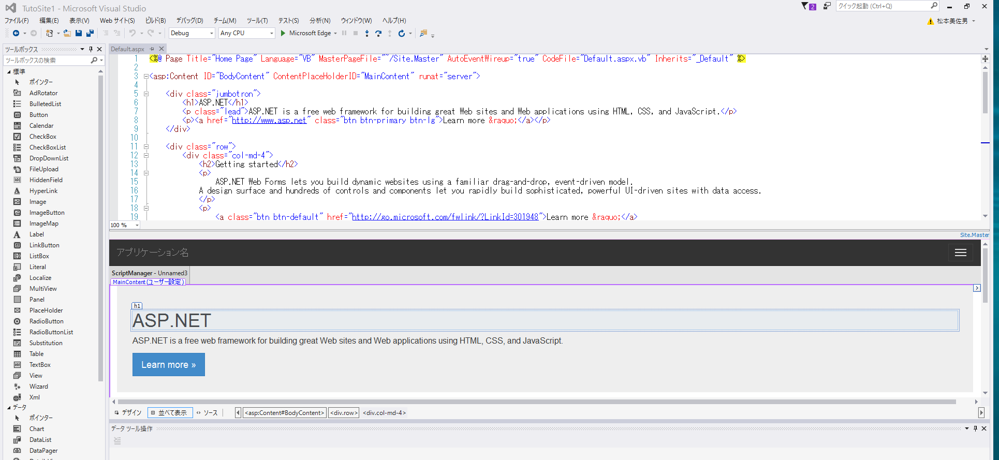 TutoSite1 - Microsoft Visual Studio
2
クイック起動 (Ctrl+Q)
ファイル(F) 編集(E) 表示(V) Web サイト(S) ビルド(B) デバッグ(D) チーム(M) ツール(T) テスト(S) 分析(N) ウィンドウ(W) ヘルプ(H)
松本美佐男
Debug Any CPU Microsoft Edge
ツールボックス
ツールボックスの検索
標準
ポインター
AdRotator
BulletedList
Button
Calendar
CheckBox
CheckBoxList
DropDownList
FileUpload
HiddenField
HyperLink
Image
ImageButton
ImageMap
Label
LinkButton
ListBox
Literal
Localize
MultiView
Panel
PlaceHolder
RadioButton
RadioButtonList
Substitution
Table
TextBox
View
Wizard
Xml
データ
ポインター
Chart
DataList
DataPager
Default.aspx
1 <%@ Page Title="Home Page" Language="VB" MasterPageFile="~/Site.Master" AutoEventWireup="true" CodeFile="Default.aspx.vb" Inherits="_Default" %>
2
3 <asp:Content ID="BodyContent" ContentPlaceHolderID="MainContent" runat="server">
4
5 <div class="jumbotron">
6 <h1>ASP.NET</h1>
7 <p class="lead">ASP.NET is a free web framework for building great Web sites and Web applications using HTML, CSS, and JavaScript.</p>
8 <p><a href="http://www.asp.net" class="btn btn-primary btn-lg">Learn more &raquo;</a></p>
9 </div>
10
11 <div class="row">
12 <div class="col-md-4">
13 <h2>Getting started</h2>
14 <p>
15 ASP.NET Web Forms lets you build dynamic websites using a familiar drag-and-drop, event-driven model.
16 A design surface and hundreds of controls and components let you rapidly build sophisticated, powerful UI-driven sites with data access.
17 </p>
18 <p>
19 <a class="btn btn-default" href="http://go.microsoft.com/fwlink/?LinkId=301948">Learn more &raquo;</a>
100 %
Site.Master
アプリケーション名
ScriptManager - Unnamed3
MainContent(ユーザー設定)
h1
ASP.NET
ASP.NET is a free web framework for building great Web sites and Web applications using HTML, CSS, and JavaScript.
Learn more »
デザイン 並べて表示 ソース <asp:Content#BodyContent> <div.row> <div.col-md-4>
データ ツール操作